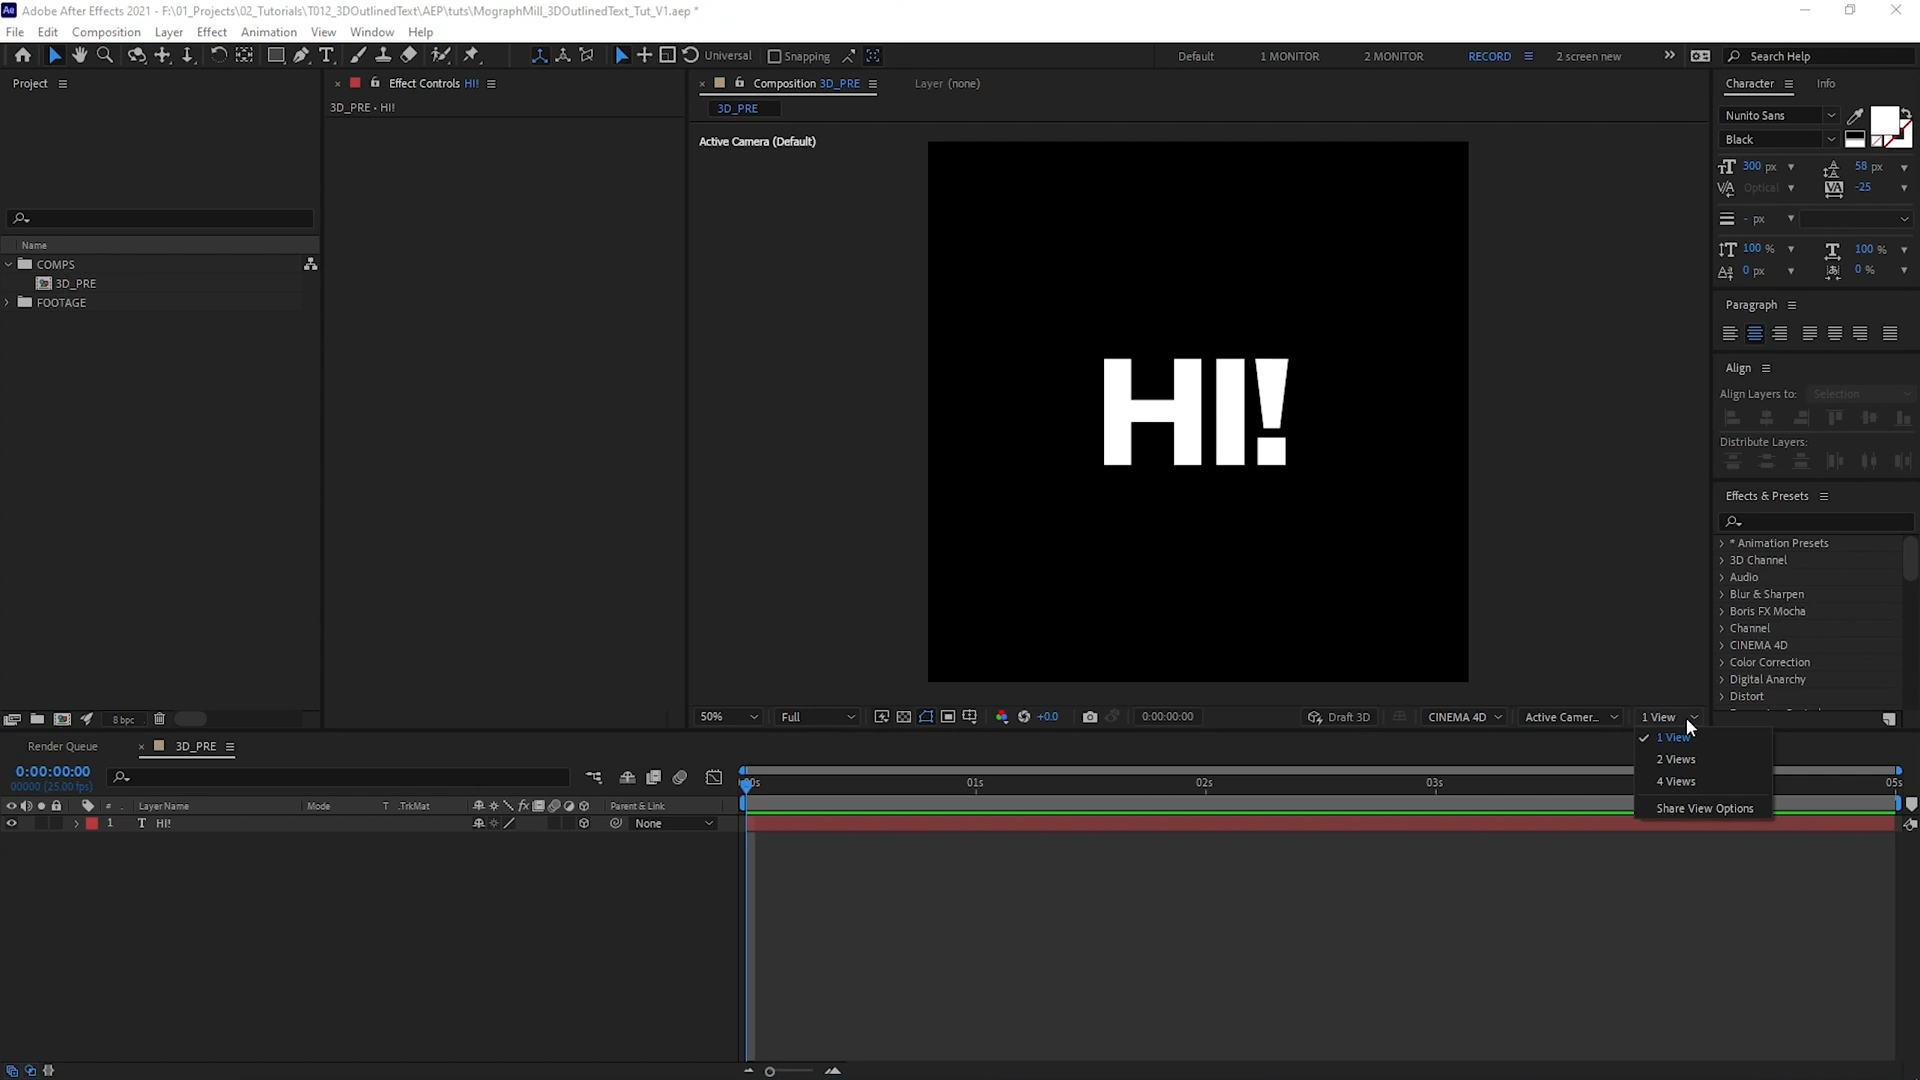 Adobe After Effects 2021 - F:\01_Projects\02_Tutorials\T012_3DOutlinedText\AEP\tuts\MographMill_3DOutlinedText_Tut_V1.aep *
File Edit Composition Layer Effect Animation View Window Help
Universal Snapping Default 1 MONITOR 2 MONITOR RECORD 2 screen new Search Help
Project Effect Controls HI! Composition 3D_PRE Layer (none) Character Info
3D_PRE • HI! 3D_PRE
Nunito Sans
Active Camera (Default) Black
300 px 58 px
Optical -25
- px
Name 100 % 100 %
COMPS 0 px 0 %
3D_PRE
FOOTAGE Paragraph
HI!
Align
Align Layers to: Selection
Distribute Layers:
Effects & Presets
* Animation Presets
3D Channel
Audio
Blur & Sharpen
Boris FX Mocha
Channel
CINEMA 4D
Color Correction
Digital Anarchy
Distort
8 bpc 50% Full +0.0 0:00:00:00 Draft 3D CINEMA 4D Active Camer... 1 View
1 View
2 Views
4 Views
Share View Options
Render Queue 3D_PRE
0:00:00:00
00000 (25.00 fps)
01s 02s 03s 05s
# Layer Name Mode T .TrkMat fx Parent & Link
1 T HI! None